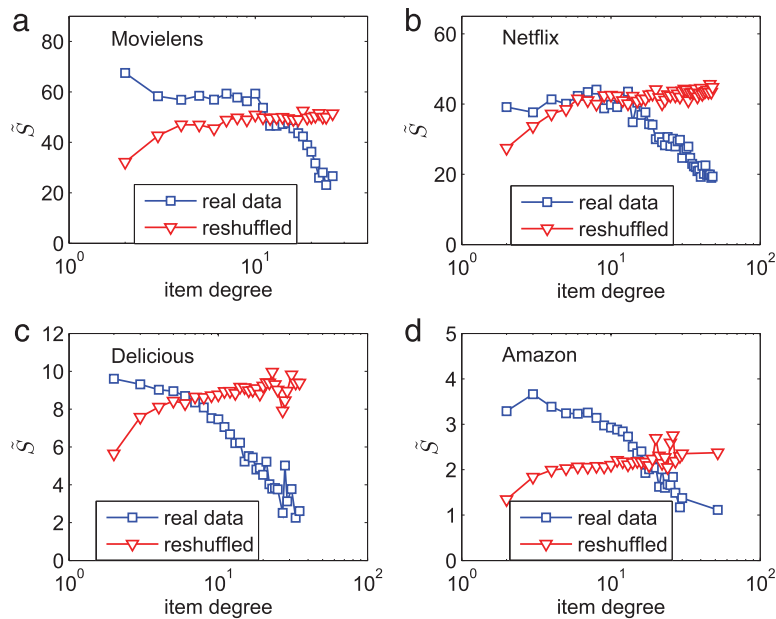 a
Movielens
80
60
40
20
0
S̃
real data
reshuffled
10^0
10^1
item degree
b
Netflix
60
40
20
0
S̃
real data
reshuffled
10^0
10^1
10^2
item degree
c
Delicious
12
10
8
6
4
2
0
S̃
real data
reshuffled
10^0
10^1
10^2
item degree
d
Amazon
5
4
3
2
1
0
S̃
real data
reshuffled
10^0
10^1
10^2
item degree